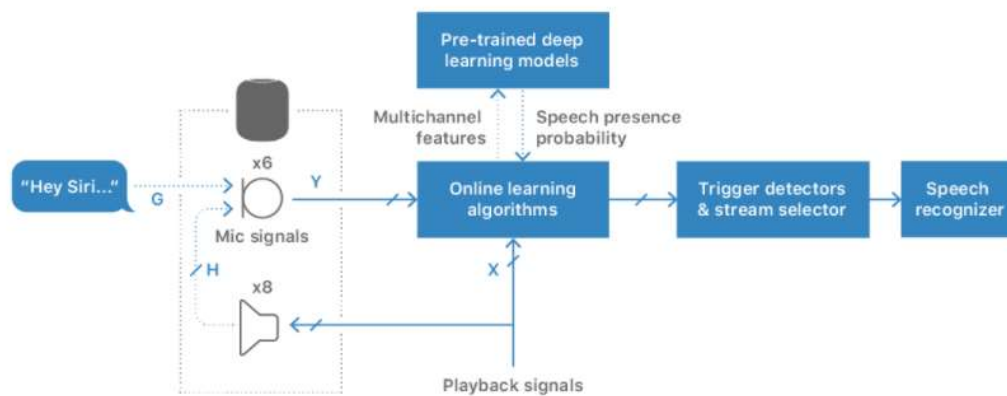 Pre-trained deep
learning models
Multichannel
features
Speech presence
probability
x6
"Hey Siri..."
G
Y
Online learning
algorithms
Trigger detectors
& stream selector
Speech
recognizer
Mic signals
H
X
x8
Playback signals